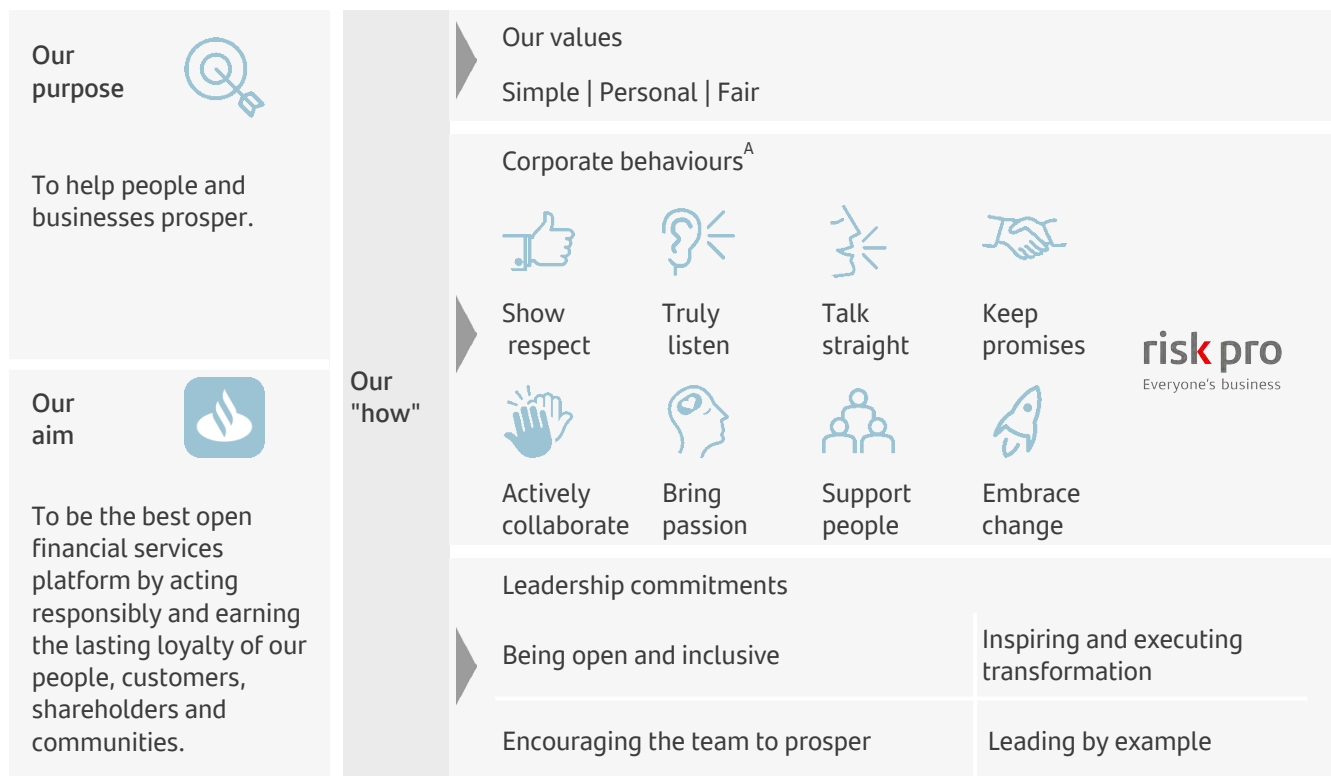 Our
purpose
To help people and
businesses prosper.
Our
aim
To be the best open
financial services
platform by acting
responsibly and earning
the lasting loyalty of our
people, customers,
shareholders and
communities.
Our
"how"
Our values
Simple | Personal | Fair
Corporate behaviours A
Show
respect
Truly
listen
Talk
straight
Keep
promises
Actively
collaborate
Bring
passion
Support
people
Embrace
change
risk pro
Everyone's business
Leadership commitments
Being open and inclusive
Inspiring and executing
transformation
Encouraging the team to prosper
Leading by example